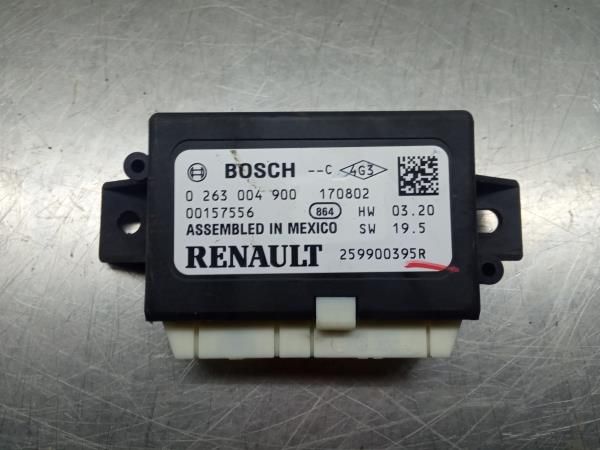 BOSCH --C 4G3
0 263 004 900 170802
00157556 864 HW 03.20
ASSEMBLED IN MEXICO SW 19.5
RENAULT 259900395R